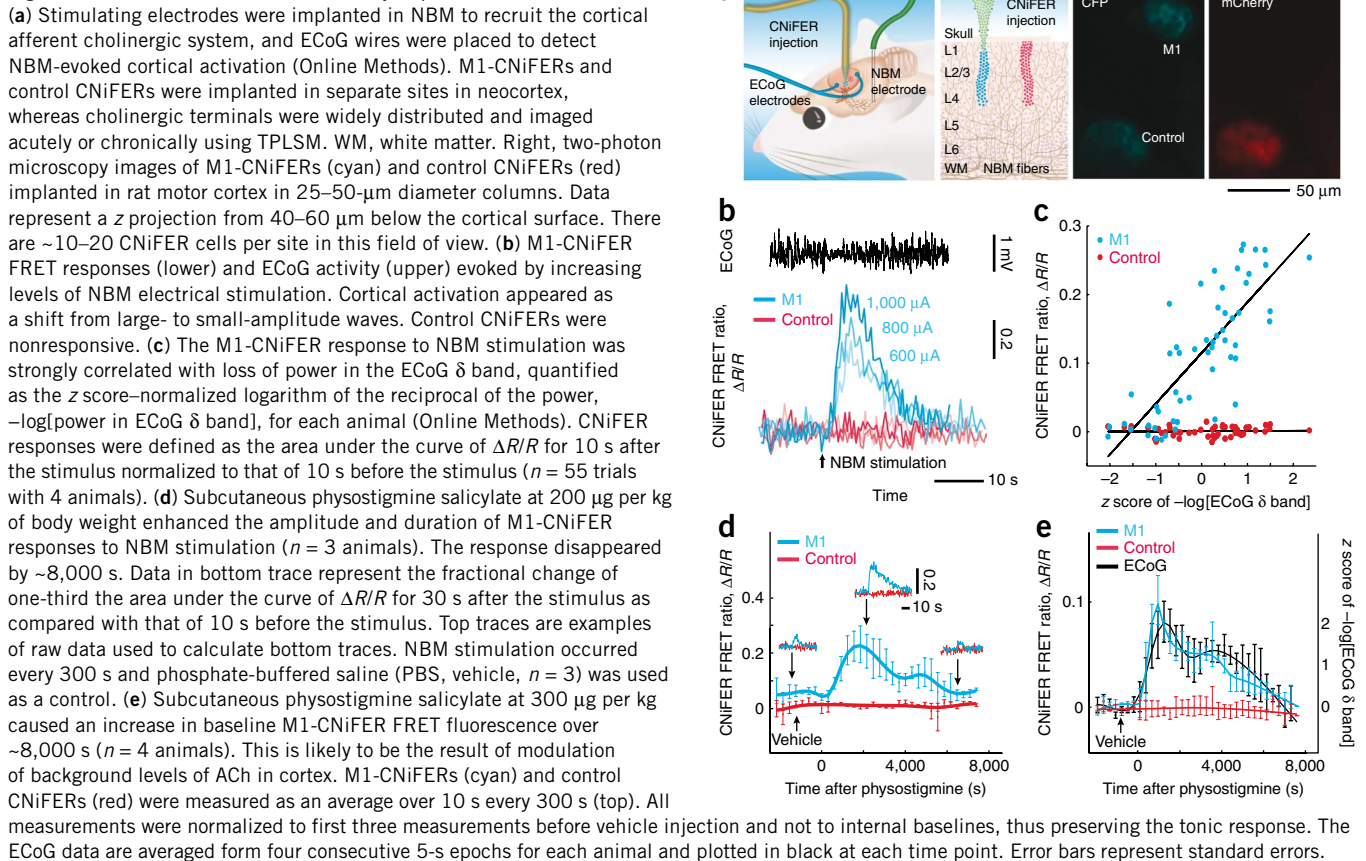 (a) Stimulating electrodes were implanted in NBM to recruit the cortical
afferent cholinergic system, and ECoG wires were placed to detect
NBM-evoked cortical activation (Online Methods). M1-CNiFERs and
control CNiFERs were implanted in separate sites in neocortex,
whereas cholinergic terminals were widely distributed and imaged
acutely or chronically using TPLSM. WM, white matter. Right, two-photon
microscopy images of M1-CNiFERs (cyan) and control CNiFERs (red)
implanted in rat motor cortex in 25–50-μm diameter columns. Data
represent a z projection from 40–60 μm below the cortical surface. There
are ~10–20 CNiFER cells per site in this field of view. (b) M1-CNiFER
FRET responses (lower) and ECoG activity (upper) evoked by increasing
levels of NBM electrical stimulation. Cortical activation appeared as
a shift from large- to small-amplitude waves. Control CNiFERs were
nonresponsive. (c) The M1-CNiFER response to NBM stimulation was
strongly correlated with loss of power in the ECoG δ band, quantified
as the z score–normalized logarithm of the reciprocal of the power,
–log[power in ECoG δ band], for each animal (Online Methods). CNiFER
responses were defined as the area under the curve of ΔR/R for 10 s after
the stimulus normalized to that of 10 s before the stimulus (n = 55 trials
with 4 animals). (d) Subcutaneous physostigmine salicylate at 200 μg per kg
of body weight enhanced the amplitude and duration of M1-CNiFER
responses to NBM stimulation (n = 3 animals). The response disappeared
by ~8,000 s. Data in bottom trace represent the fractional change of
one-third the area under the curve of ΔR/R for 30 s after the stimulus as
compared with that of 10 s before the stimulus. Top traces are examples
of raw data used to calculate bottom traces. NBM stimulation occurred
every 300 s and phosphate-buffered saline (PBS, vehicle, n = 3) was used
as a control. (e) Subcutaneous physostigmine salicylate at 300 μg per kg
caused an increase in baseline M1-CNiFER FRET fluorescence over
~8,000 s (n = 4 animals). This is likely to be the result of modulation
of background levels of ACh in cortex. M1-CNiFERs (cyan) and control
CNiFERs (red) were measured as an average over 10 s every 300 s (top). All
measurements were normalized to first three measurements before vehicle injection and not to internal baselines, thus preserving the tonic response. The
ECoG data are averaged form four consecutive 5-s epochs for each animal and plotted in black at each time point. Error bars represent standard errors.
CNiFER
injection
ECoG
electrodes
NBM
electrode
CNiFER
injection
Skull
L1
L2/3
L4
L5
L6
WM
NBM fibers
CFP
M1
Control
mCherry
50 μm
b
ECoG
1 mV
CNiFER FRET ratio,
ΔR/R
M1
Control
1,000 μA
800 μA
600 μA
0.2
NBM stimulation
10 s
Time
c
CNiFER FRET ratio, ΔR/R
0.3
0.2
0.1
0
M1
Control
–2
–1
0
1
2
z score of –log[ECoG δ band]
d
CNiFER FRET ratio, ΔR/R
M1
Control
0.4
0.2
0
0.2
10 s
Vehicle
0
4,000
8,000
Time after physostigmine (s)
e
CNiFER FRET ratio, ΔR/R
M1
Control
ECoG
0.1
0
2
1
0
z score of –log[ECoG δ band]
Vehicle
0
4,000
8,000
Time after physostigmine (s)